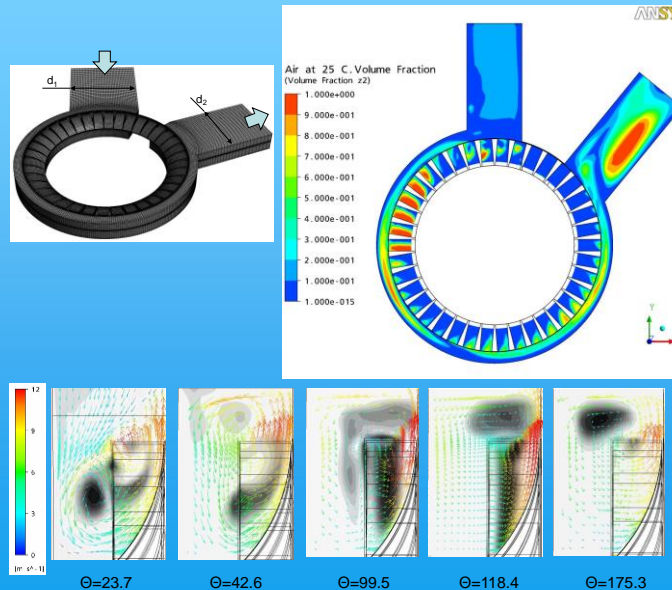 d1
d2
ANSYS
Air at 25 C.Volume Fraction
(Volume Fraction z2)
1.000e+000
9.000e-001
8.000e-001
7.000e-001
6.000e-001
5.000e-001
4.000e-001
3.000e-001
2.000e-001
1.000e-001
1.000e-015
Y
12
9
6
3
0
[m s^-1]
Θ=23.7
Θ=42.6
Θ=99.5
Θ=118.4
Θ=175.3